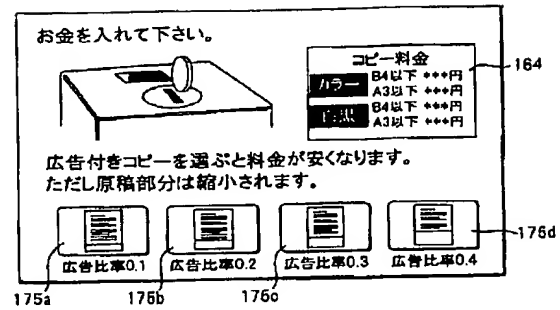 お金を入れて下さい。
コピー料金
カラー
B4以下 ***円
A3以下 ***円
白黒
B4以下 ***円
A3以下 ***円
164
広告付きコピーを選ぶと料金が安くなります。
ただし原稿部分は縮小されます。
広告比率0.1
広告比率0.2
広告比率0.3
広告比率0.4
175a
175b
175c
175d